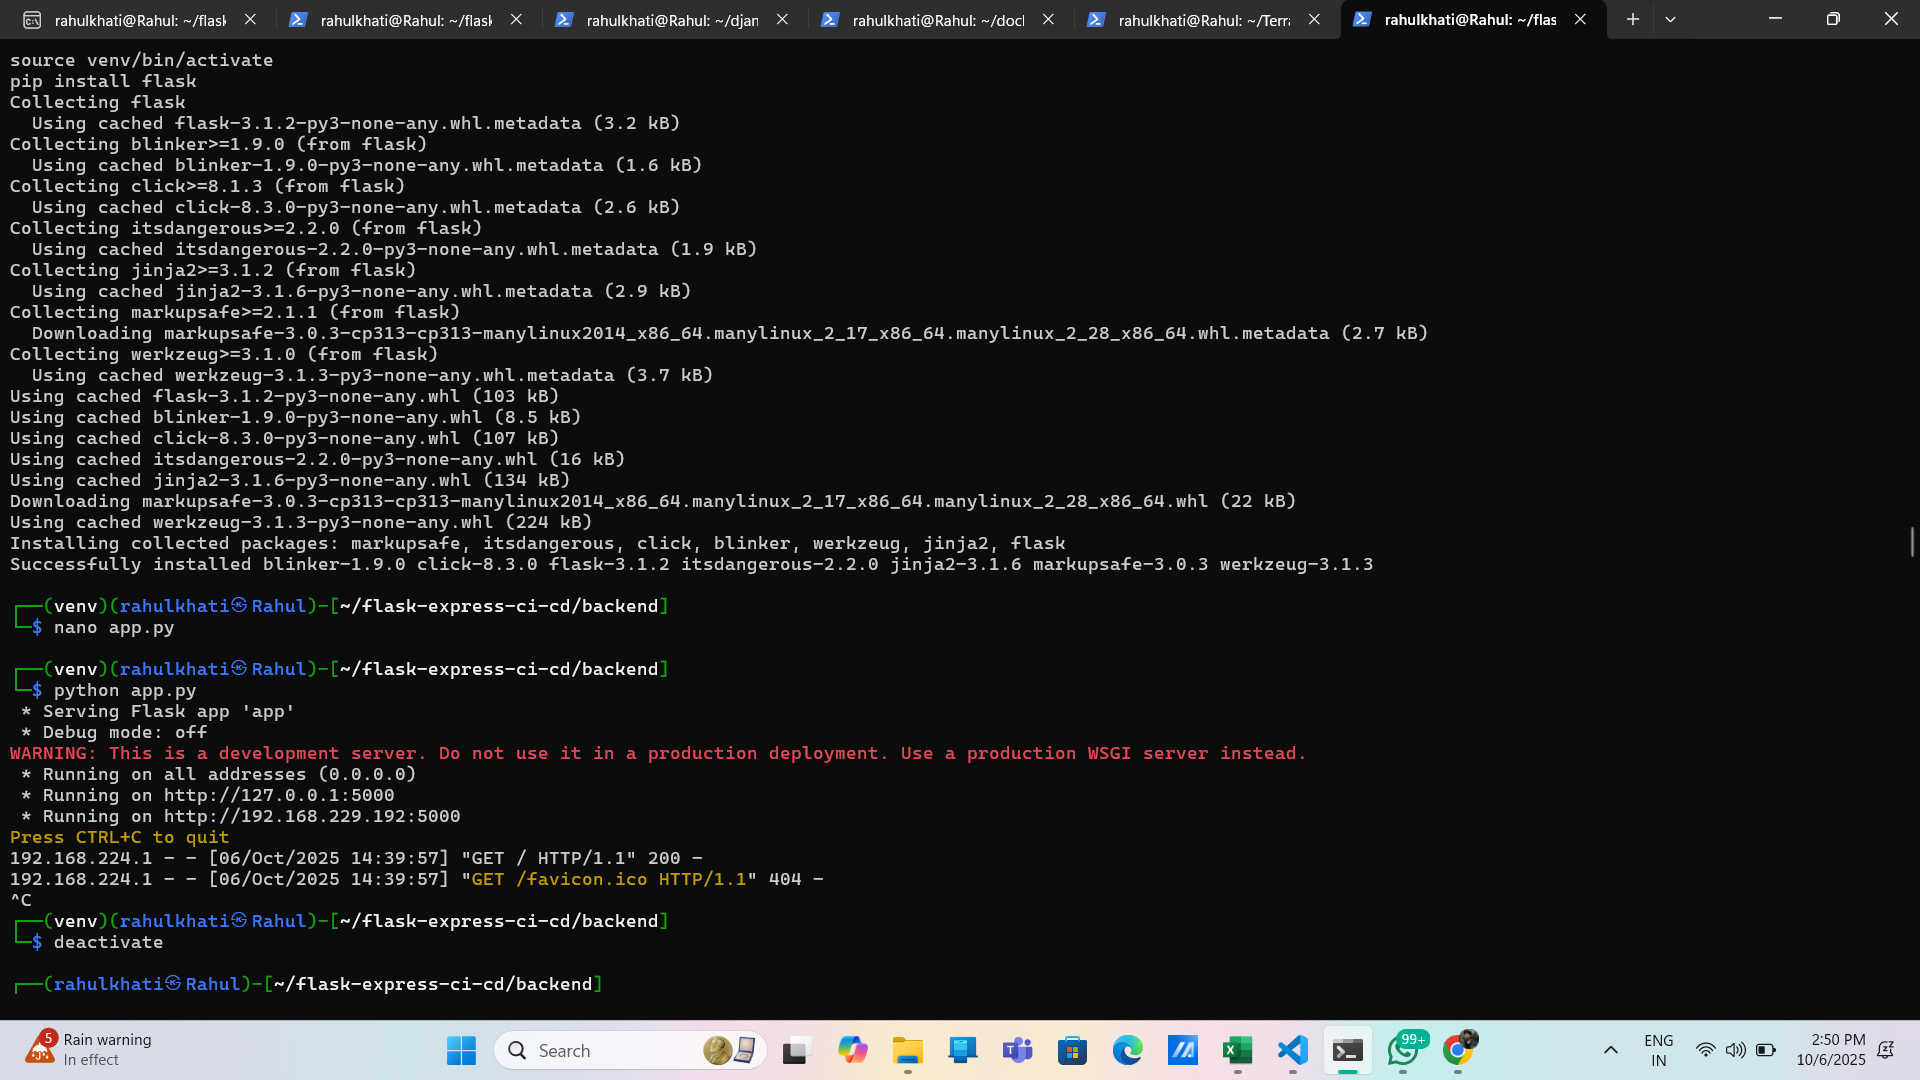 rahulkhati@Rahul: ~/flask
rahulkhati@Rahul: ~/flask
rahulkhati@Rahul: ~/djan
rahulkhati@Rahul: ~/doc
rahulkhati@Rahul: ~/Terra
rahulkhati@Rahul: ~/flas
source venv/bin/activate
pip install flask
Collecting flask
  Using cached flask-3.1.2-py3-none-any.whl.metadata (3.2 kB)
Collecting blinker>=1.9.0 (from flask)
  Using cached blinker-1.9.0-py3-none-any.whl.metadata (1.6 kB)
Collecting click>=8.1.3 (from flask)
  Using cached click-8.3.0-py3-none-any.whl.metadata (2.6 kB)
Collecting itsdangerous>=2.2.0 (from flask)
  Using cached itsdangerous-2.2.0-py3-none-any.whl.metadata (1.9 kB)
Collecting jinja2>=3.1.2 (from flask)
  Using cached jinja2-3.1.6-py3-none-any.whl.metadata (2.9 kB)
Collecting markupsafe>=2.1.1 (from flask)
  Downloading markupsafe-3.0.3-cp313-cp313-manylinux2014_x86_64.manylinux_2_17_x86_64.manylinux_2_28_x86_64.whl.metadata (2.7 kB)
Collecting werkzeug>=3.1.0 (from flask)
  Using cached werkzeug-3.1.3-py3-none-any.whl.metadata (3.7 kB)
Using cached flask-3.1.2-py3-none-any.whl (103 kB)
Using cached blinker-1.9.0-py3-none-any.whl (8.5 kB)
Using cached click-8.3.0-py3-none-any.whl (107 kB)
Using cached itsdangerous-2.2.0-py3-none-any.whl (16 kB)
Using cached jinja2-3.1.6-py3-none-any.whl (134 kB)
Downloading markupsafe-3.0.3-cp313-cp313-manylinux2014_x86_64.manylinux_2_17_x86_64.manylinux_2_28_x86_64.whl (22 kB)
Using cached werkzeug-3.1.3-py3-none-any.whl (224 kB)
Installing collected packages: markupsafe, itsdangerous, click, blinker, werkzeug, jinja2, flask
Successfully installed blinker-1.9.0 click-8.3.0 flask-3.1.2 itsdangerous-2.2.0 jinja2-3.1.6 markupsafe-3.0.3 werkzeug-3.1.3
┌──(venv)(rahulkhati㉿Rahul)-[~/flask-express-ci-cd/backend]
└─$ nano app.py
┌──(venv)(rahulkhati㉿Rahul)-[~/flask-express-ci-cd/backend]
└─$ python app.py
 * Serving Flask app 'app'
 * Debug mode: off
WARNING: This is a development server. Do not use it in a production deployment. Use a production WSGI server instead.
 * Running on all addresses (0.0.0.0)
 * Running on http://127.0.0.1:5000
 * Running on http://192.168.229.192:5000
Press CTRL+C to quit
192.168.224.1 - - [06/Oct/2025 14:39:57] "GET / HTTP/1.1" 200 -
192.168.224.1 - - [06/Oct/2025 14:39:57] "GET /favicon.ico HTTP/1.1" 404 -
^C
┌──(venv)(rahulkhati㉿Rahul)-[~/flask-express-ci-cd/backend]
└─$ deactivate
┌──(rahulkhati㉿Rahul)-[~/flask-express-ci-cd/backend]
5
Rain warning
In effect
Search
99+
ENG
IN
2:50 PM
10/6/2025